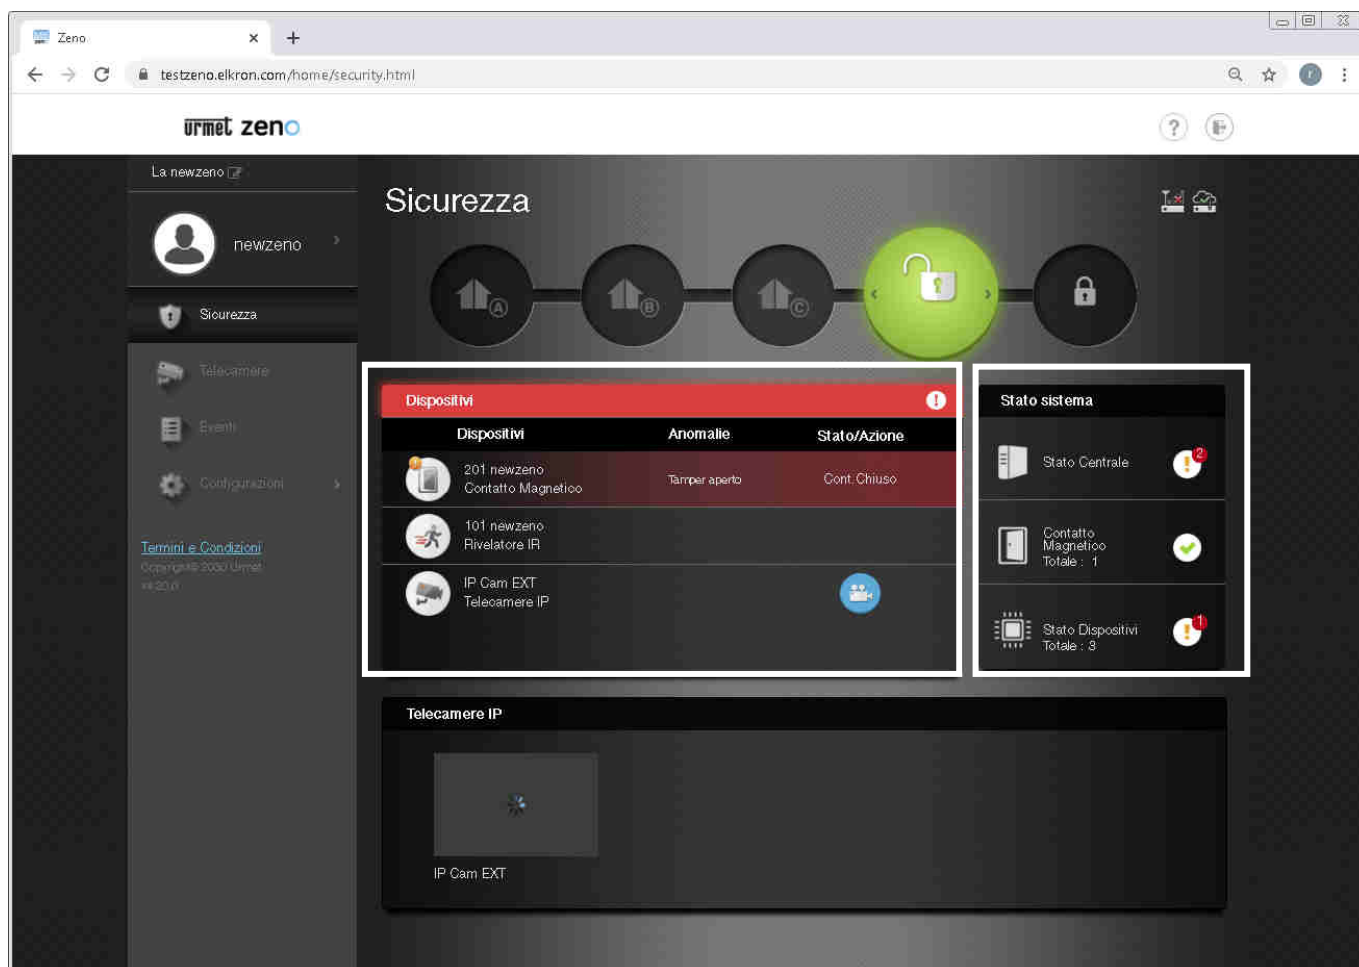 Zeno
testzeno.elkron.com/home/security.html
urmet zeno
?
La newzeno
newzeno
Sicurezza
Telecamere
Eventi
Configurazioni
Termini e Condizioni
Sicurezza
A
B
C
Dispositivi
Dispositivi Anomalie Stato/Azione
201 newzeno
Contatto Magnetico
Tamper aperto
Cont. Chiuso
101 newzeno
Rivelatore IR
IP Cam EXT
Telecamere IP
Stato sistema
Stato Centrale
2
Contatto
Magnetico
Totale : 1
Stato Dispositivi
Totale : 3
1
Telecamere IP
IP Cam EXT